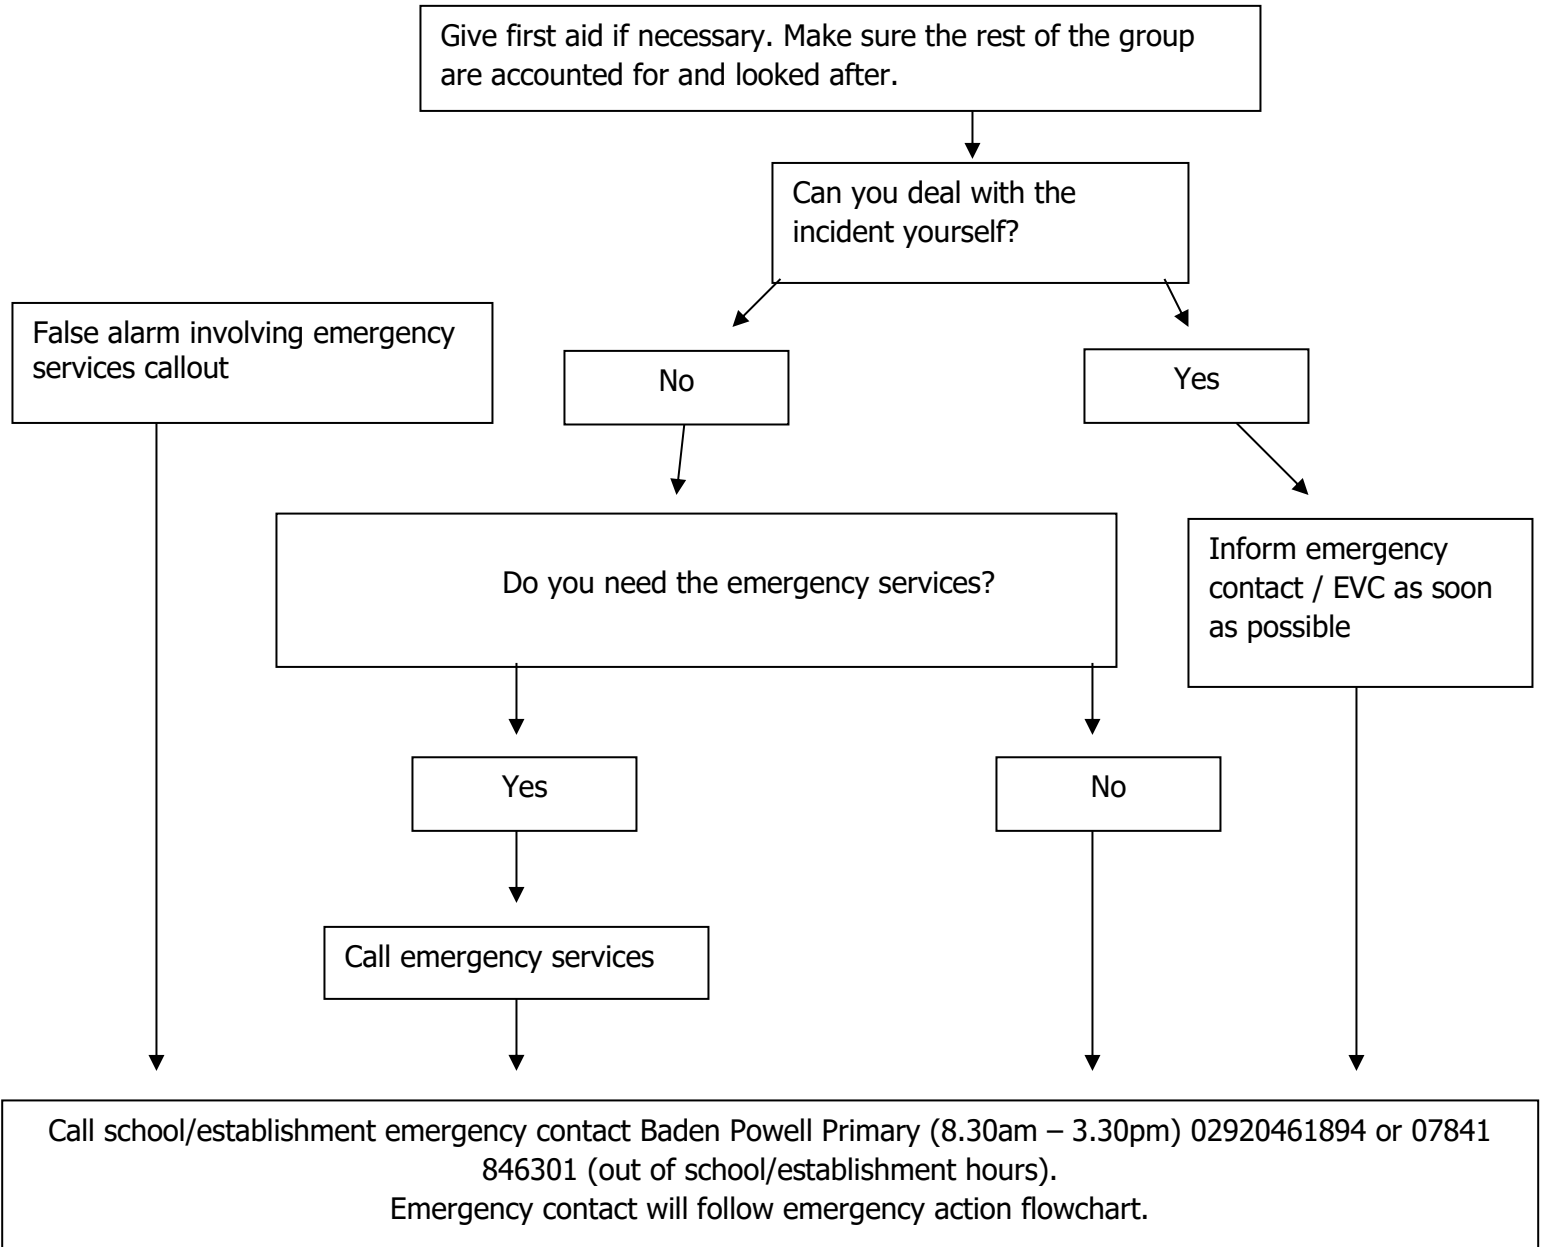 Give first aid if necessary. Make sure the rest of the group
are accounted for and looked after.
Can you deal with the
incident yourself?
False alarm involving emergency
services callout
No
Yes
Do you need the emergency services?
Inform emergency
contact / EVC as soon
as possible
Yes
No
Call emergency services
Call school/establishment emergency contact Baden Powell Primary (8.30am – 3.30pm) 02920461894 or 07841
846301 (out of school/establishment hours).
Emergency contact will follow emergency action flowchart.